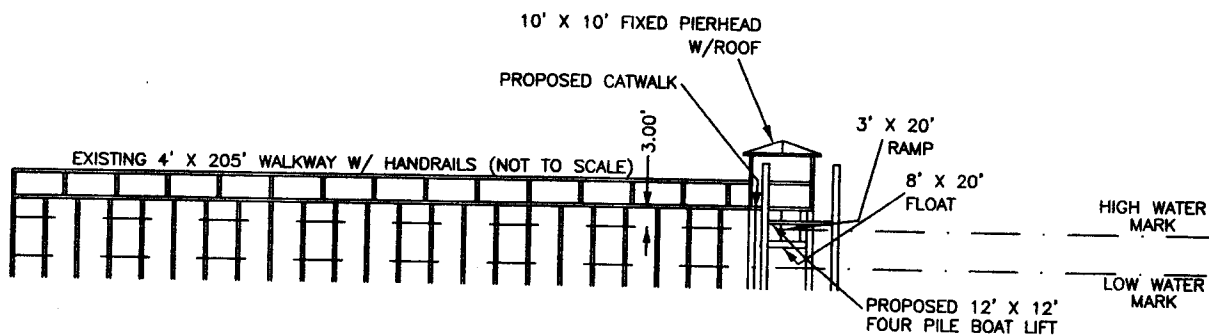 10' X 10' FIXED PIERHEAD
W/ROOF
PROPOSED CATWALK
3.00'
3' X 20'
RAMP
EXISTING 4' X 205' WALKWAY W/ HANDRAILS (NOT TO SCALE)
8' X 20'
FLOAT
HIGH WATER
MARK
LOW WATER
MARK
PROPOSED 12' X 12'
FOUR PILE BOAT LIFT